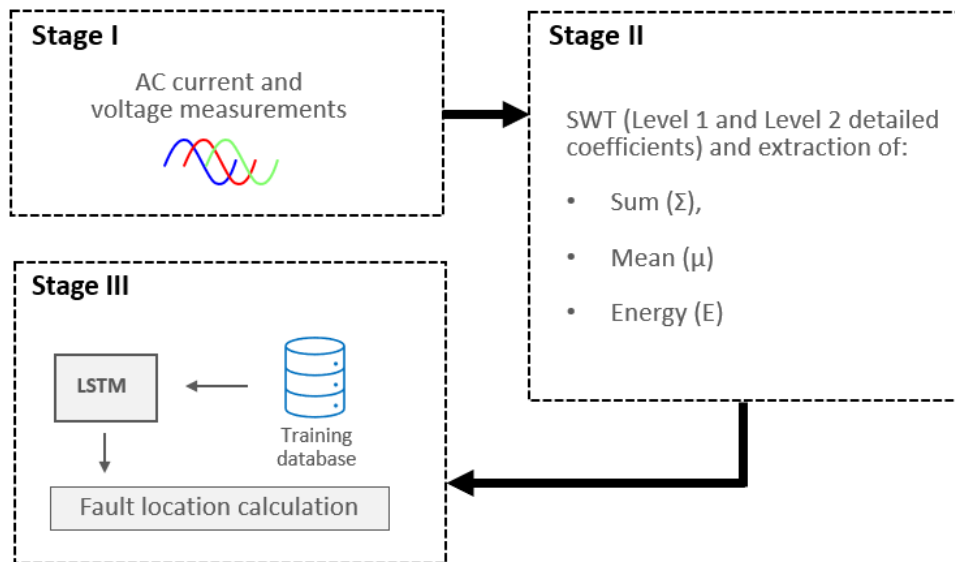 Stage I
AC current and
voltage measurements
Stage II
SWT (Level 1 and Level 2 detailed
coefficients) and extraction of:
• Sum (Σ),
• Mean (μ)
• Energy (E)
Stage III
LSTM
Training
database
Fault location calculation